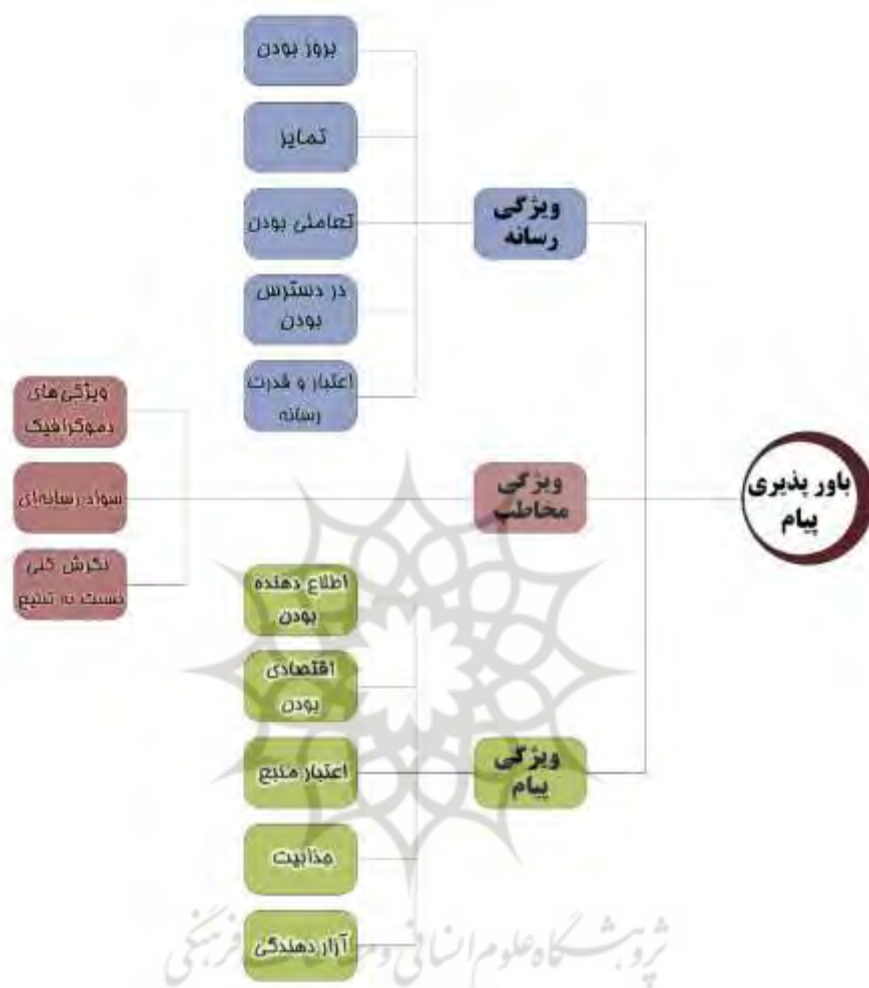 باور پذیری
پیام
ویژگی
رسانه
بروز بودن
تمایز
تعاملی بودن
در دسترس
بودن
اعتبار و قدرت
رسانه
ویژگی
مخاطب
ویژگی‌های
دموگرافیک
سواد رسانه‌ای
نگرش کلی
نسبت به تبلیغ
ویژگی
پیام
اطلاع دهنده
بودن
اقتصادی
بودن
اعتبار منبع
جذابیت
آزار دهندگی
پژوهشگاه علوم انسانی و فرهنگی